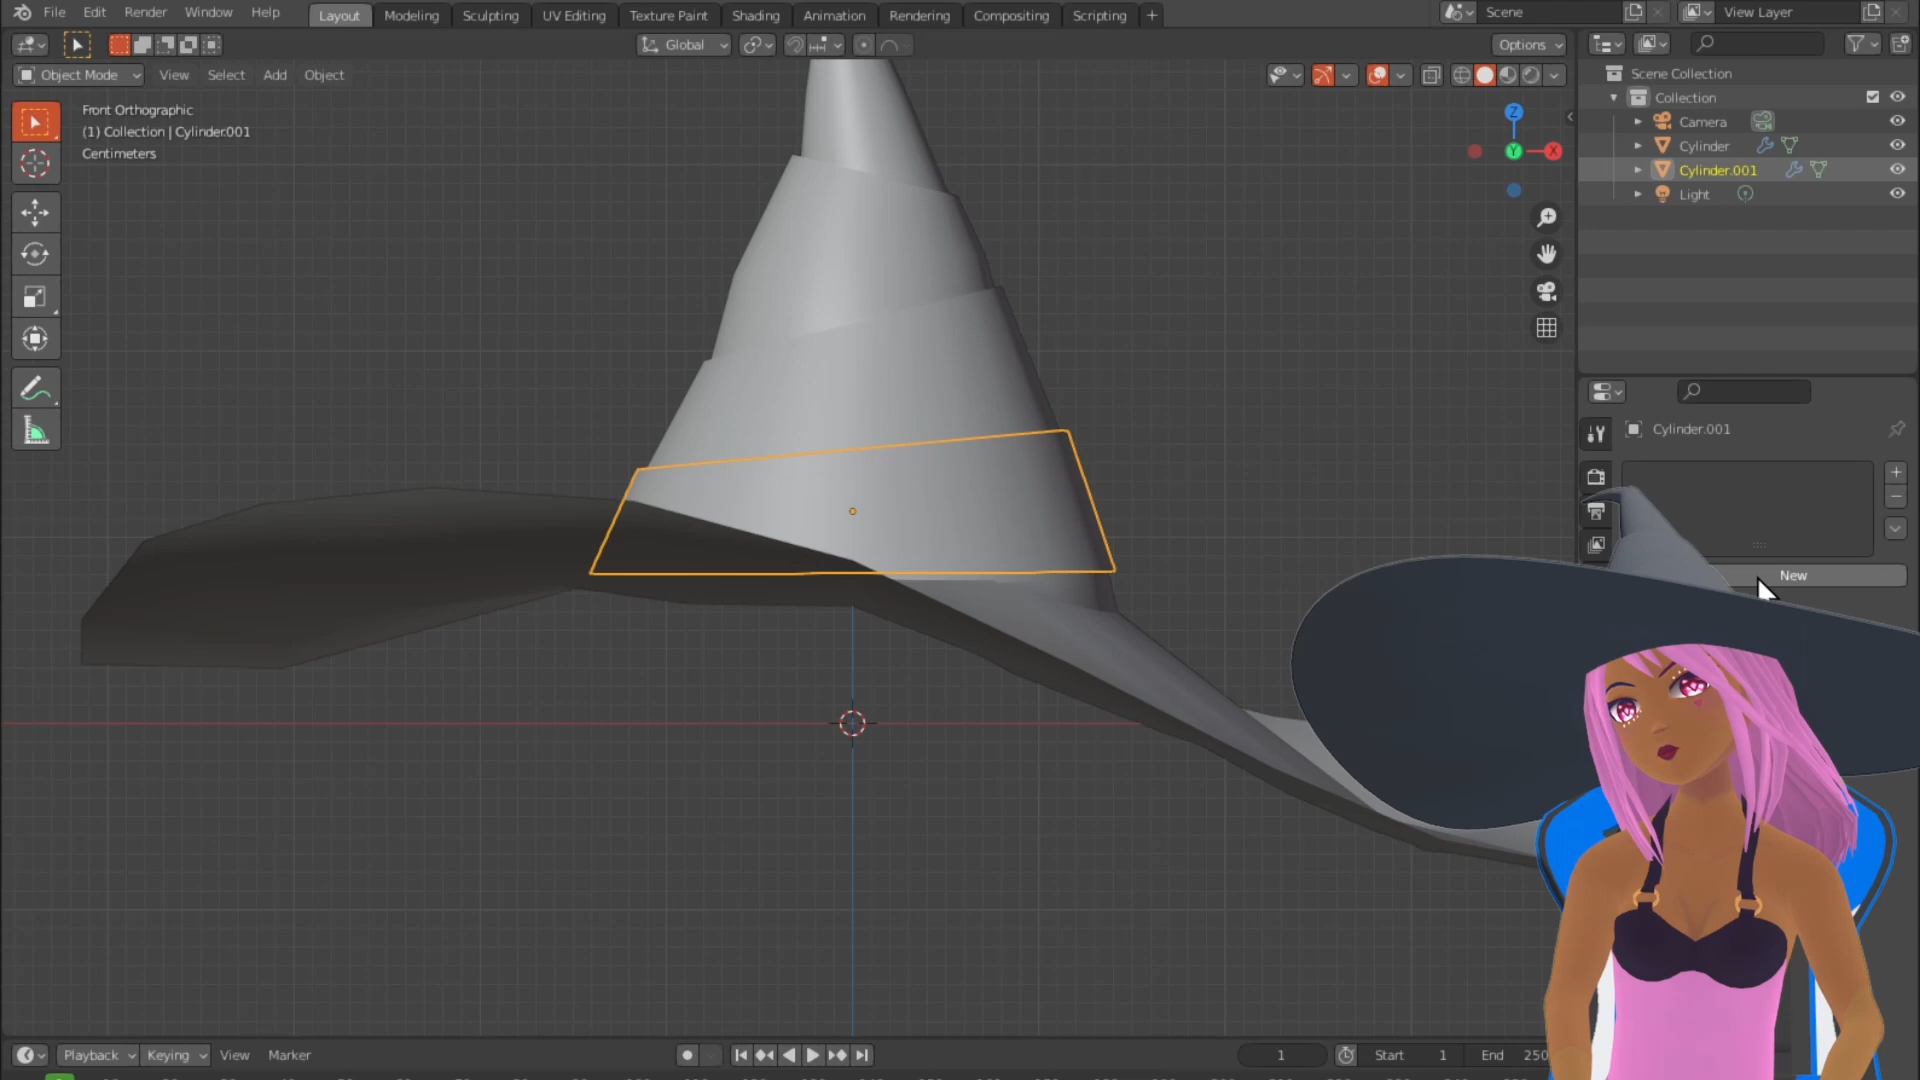 File Edit Render Window Help Layout Modeling Sculpting UV Editing Texture Paint Shading Animation Rendering Compositing Scripting + Scene View Layer
Global Options
Object Mode View Select Add Object
Front Orthographic
(1) Collection | Cylinder.001
Centimeters
Z
Y
X
Scene Collection
Collection
Camera
Cylinder
Cylinder.001
Light
Cylinder.001
New
Playback Keying View Marker 1 Start 1 End 250